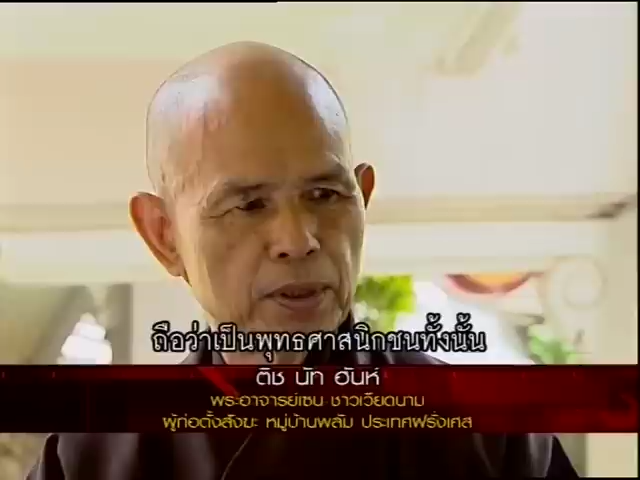 ถือว่าเป็นพุทธศาสนิกชนทั้งนั้น
ติช นัท ฮันห์
พระอาจารย์เซน ชาวเวียดนาม
ผู้ก่อตั้งสังฆะ หมู่บ้านพลัม ประเทศฝรั่งเศส